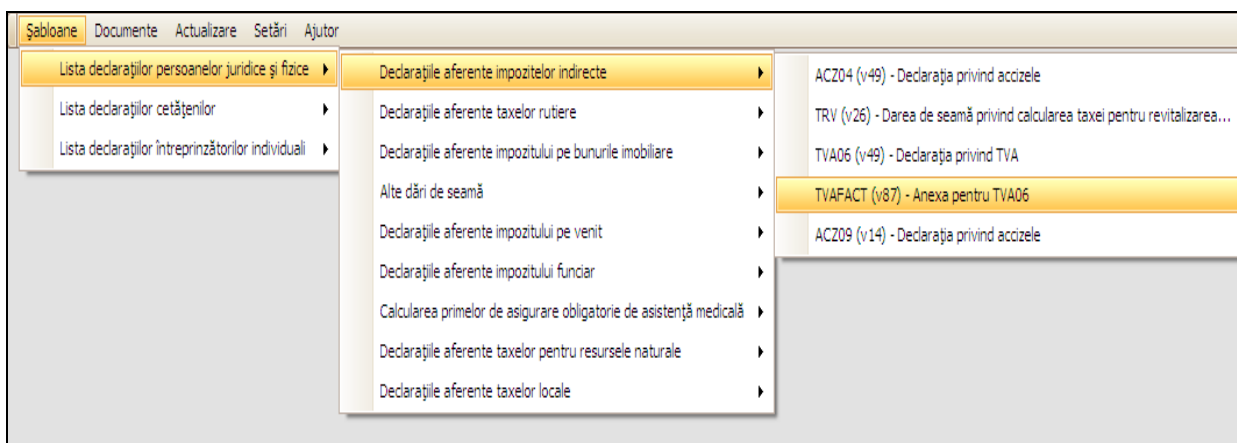 Şabloane Documente Actualizare Setări Ajutor
Lista declaraţiilor persoanelor juridice şi fizice
Lista declaraţiilor cetăţenilor
Lista declaraţiilor întreprinzătorilor individuali
Declaraţiile aferente impozitelor indirecte
Declaraţiile aferente taxelor rutiere
Declaraţiile aferente impozitului pe bunurile imobiliare
Alte dări de seamă
Declaraţiile aferente impozitului pe venit
Declaraţiile aferente impozitului funciar
Calcularea primelor de asigurare obligatorie de asistenţă medicală
Declaraţiile aferente taxelor pentru resursele naturale
Declaraţiile aferente taxelor locale
ACZ04 (v49) - Declaraţia privind accizele
TRV (v26) - Darea de seamă privind calcularea taxei pentru revitalizarea...
TVA06 (v49) - Declaraţia privind TVA
TVAFACT (v87) - Anexa pentru TVA06
ACZ09 (v14) - Declaraţia privind accizele